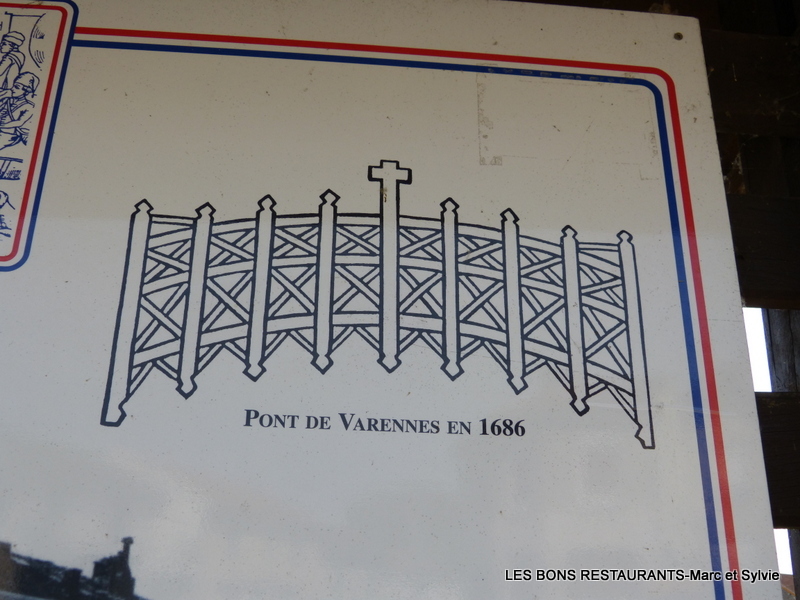 PONT DE VARENNES EN 1686
LES BONS RESTAURANTS-Marc et Sylvie